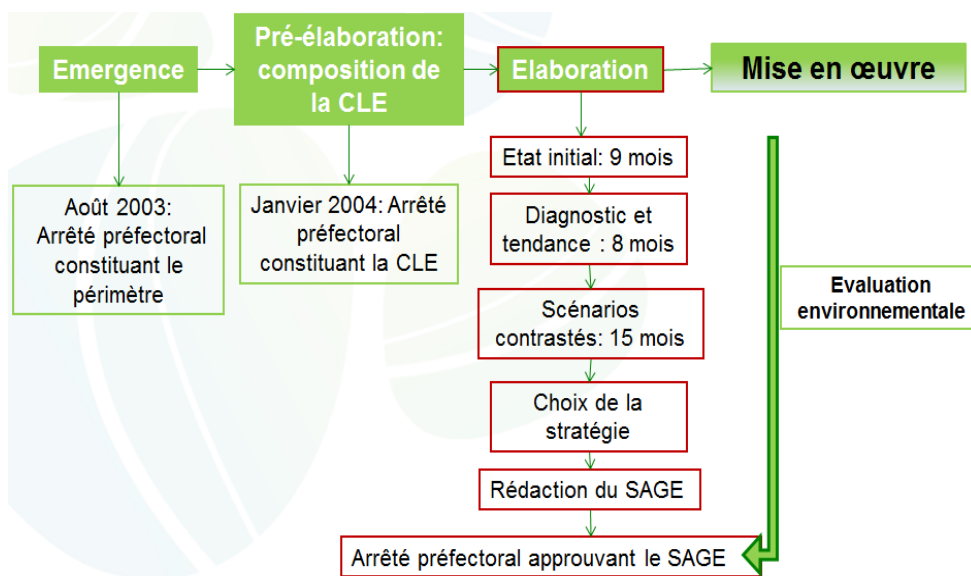 Emergence
Pré-élaboration:
composition de
la CLE
Elaboration
Mise en œuvre
Août 2003:
Arrêté préfectoral
constituant le
périmètre
Janvier 2004: Arrêté
préfectoral
constituant la CLE
Etat initial: 9 mois
Diagnostic et
tendance : 8 mois
Scénarios
contrastés: 15 mois
Choix de la
stratégie
Rédaction du SAGE
Arrêté préfectoral approuvant le SAGE
Evaluation
environnementale